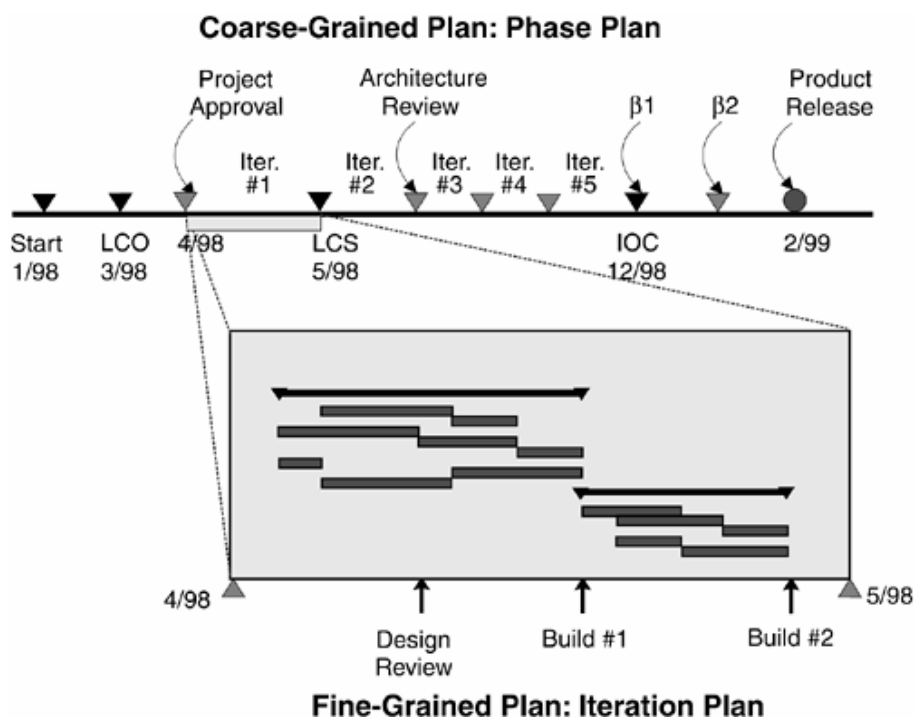 Coarse-Grained Plan: Phase Plan
Project
Approval
Architecture
Review
β1
β2
Product
Release
Iter.
#1
Iter.
#2
Iter.
#3
Iter.
#4
Iter.
#5
Start
1/98
LCO
3/98
4/98
LCS
5/98
IOC
12/98
2/99
4/98
5/98
Design
Review
Build #1
Build #2
Fine-Grained Plan: Iteration Plan